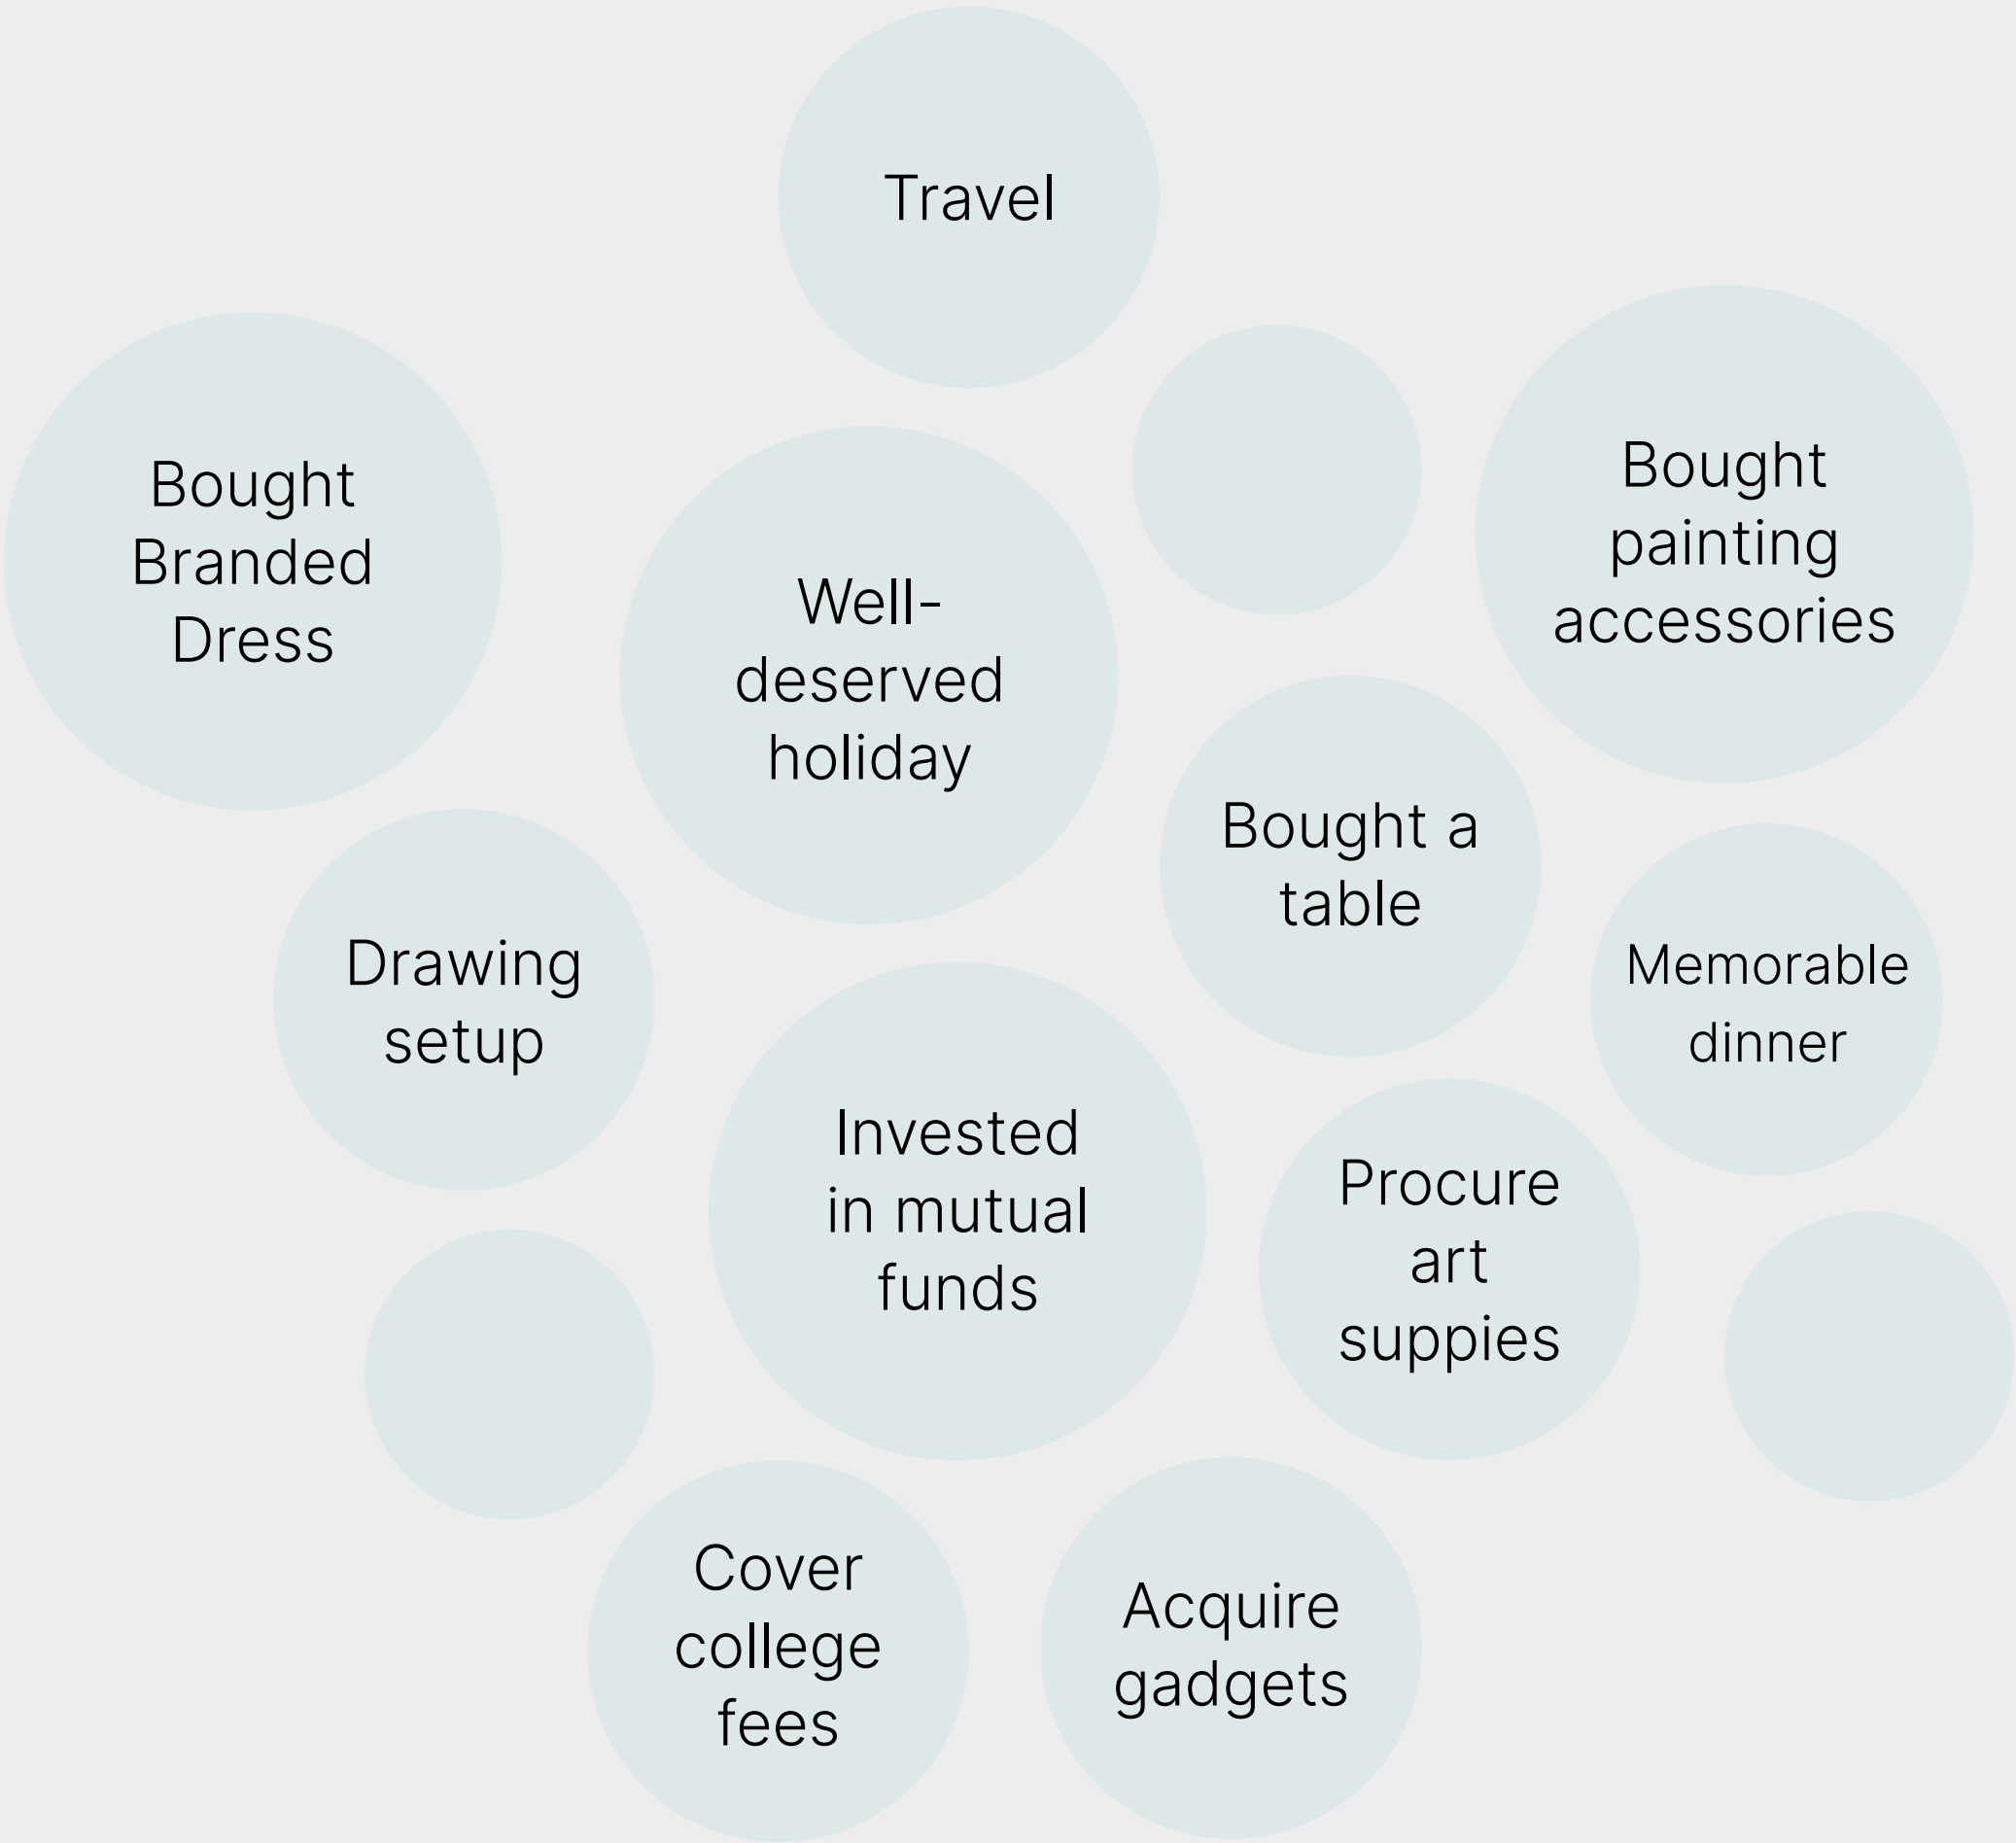 Travel
Bought
Branded
Dress
Well-
deserved
holiday
Bought
painting
accessories
Bought a
table
Drawing
setup
Memorable
dinner
Invested
in mutual
funds
Procure
art
suppies
Cover
college
fees
Acquire
gadgets